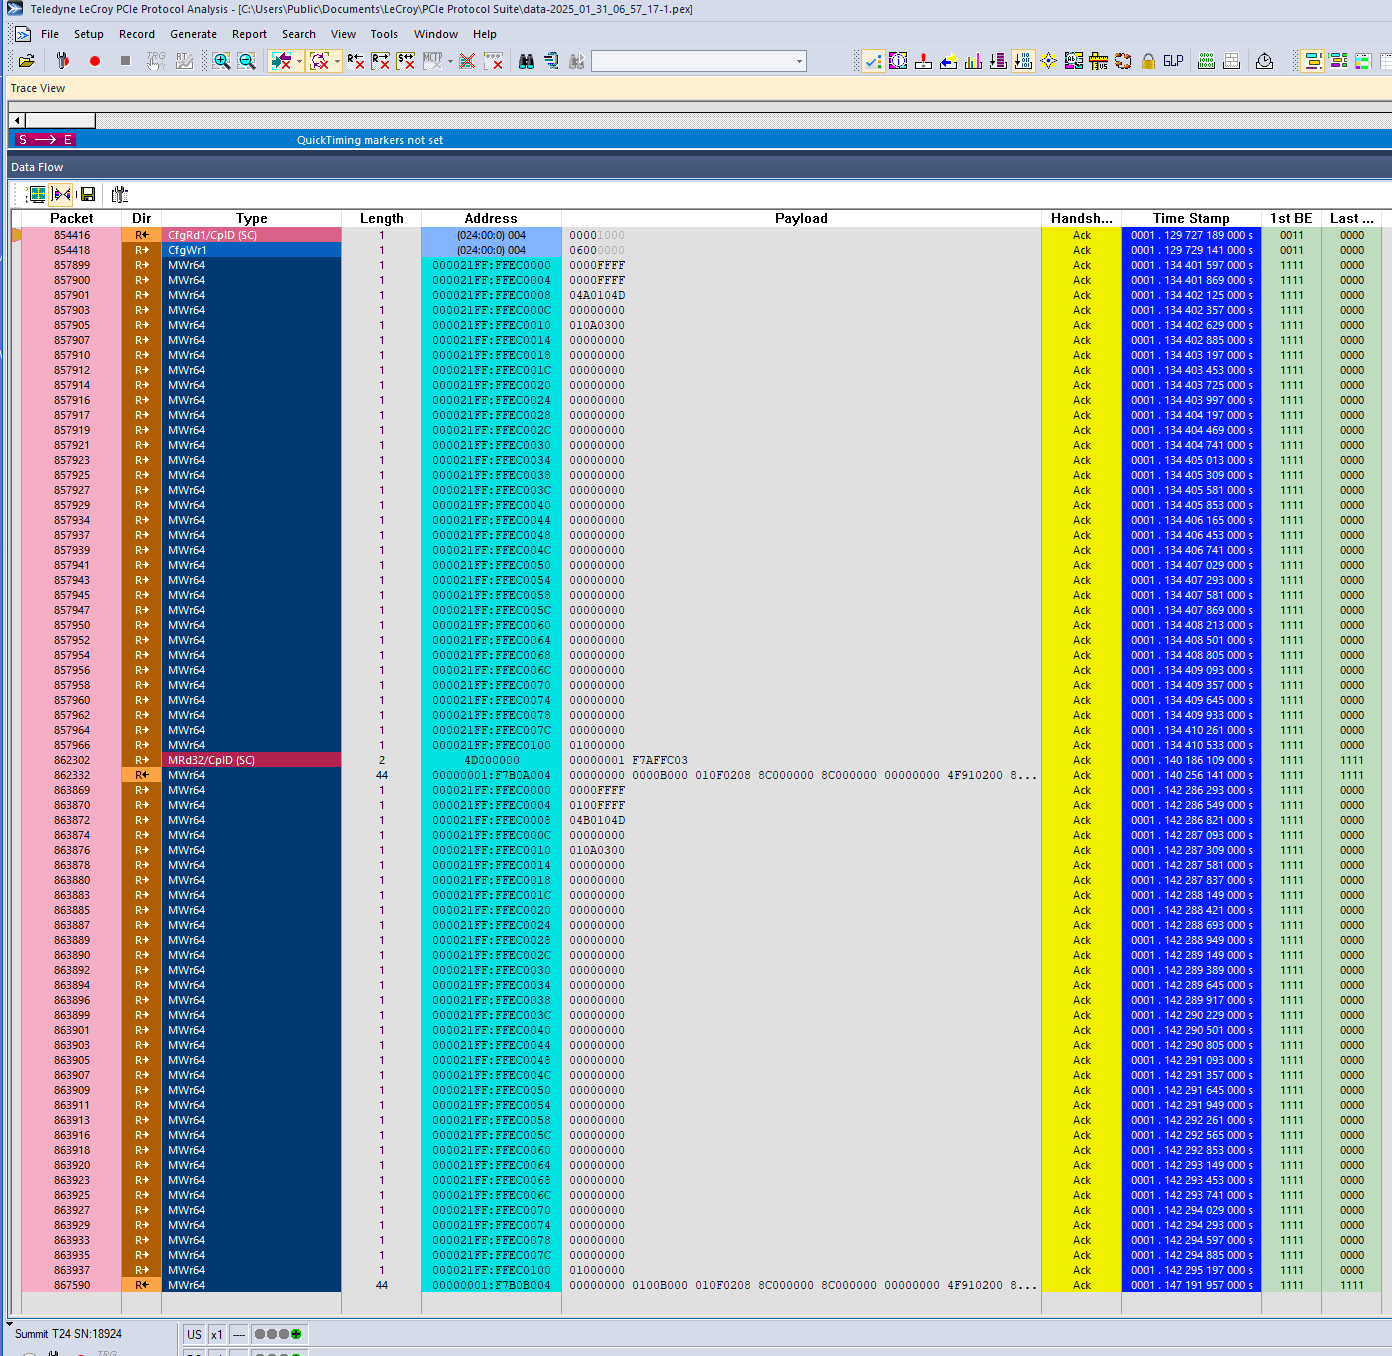 Teledyne LeCroy PCIe Protocol Analysis - [C:\Users\Public\Documents\LeCroy\PCIe Protocol Suite\data-2025_01_31_06_57_17-1.pex]
File Setup Record Generate Report Search View Tools Window Help
Trace View
S → E QuickTiming markers not set
Data Flow
Packet Dir Type Length Address Payload Handsh... Time Stamp 1st BE Last ...
854416 R← CfgRd1/CplD (SC) 1 (024:00:0) 004 00001000 Ack 0001 . 129 727 189 000 s 0011 0000
854418 R→ CfgWr1 1 (024:00:0) 004 06000000 Ack 0001 . 129 729 141 000 s 0011 0000
857899 R→ MWr64 1 000021FF:FFEC0000 0000FFFF Ack 0001 . 134 401 597 000 s 1111 0000
857900 R→ MWr64 1 000021FF:FFEC0004 0000FFFF Ack 0001 . 134 401 869 000 s 1111 0000
857901 R→ MWr64 1 000021FF:FFEC0008 04A0104D Ack 0001 . 134 402 125 000 s 1111 0000
857903 R→ MWr64 1 000021FF:FFEC000C 00000000 Ack 0001 . 134 402 357 000 s 1111 0000
857905 R→ MWr64 1 000021FF:FFEC0010 010A0300 Ack 0001 . 134 402 629 000 s 1111 0000
857907 R→ MWr64 1 000021FF:FFEC0014 00000000 Ack 0001 . 134 402 885 000 s 1111 0000
857910 R→ MWr64 1 000021FF:FFEC0018 00000000 Ack 0001 . 134 403 197 000 s 1111 0000
857912 R→ MWr64 1 000021FF:FFEC001C 00000000 Ack 0001 . 134 403 453 000 s 1111 0000
857914 R→ MWr64 1 000021FF:FFEC0020 00000000 Ack 0001 . 134 403 725 000 s 1111 0000
857916 R→ MWr64 1 000021FF:FFEC0024 00000000 Ack 0001 . 134 403 997 000 s 1111 0000
857917 R→ MWr64 1 000021FF:FFEC0028 00000000 Ack 0001 . 134 404 197 000 s 1111 0000
857919 R→ MWr64 1 000021FF:FFEC002C 00000000 Ack 0001 . 134 404 469 000 s 1111 0000
857921 R→ MWr64 1 000021FF:FFEC0030 00000000 Ack 0001 . 134 404 741 000 s 1111 0000
857923 R→ MWr64 1 000021FF:FFEC0034 00000000 Ack 0001 . 134 405 013 000 s 1111 0000
857925 R→ MWr64 1 000021FF:FFEC0038 00000000 Ack 0001 . 134 405 309 000 s 1111 0000
857927 R→ MWr64 1 000021FF:FFEC003C 00000000 Ack 0001 . 134 405 581 000 s 1111 0000
857929 R→ MWr64 1 000021FF:FFEC0040 00000000 Ack 0001 . 134 405 853 000 s 1111 0000
857934 R→ MWr64 1 000021FF:FFEC0044 00000000 Ack 0001 . 134 406 165 000 s 1111 0000
857937 R→ MWr64 1 000021FF:FFEC0048 00000000 Ack 0001 . 134 406 453 000 s 1111 0000
857939 R→ MWr64 1 000021FF:FFEC004C 00000000 Ack 0001 . 134 406 741 000 s 1111 0000
857941 R→ MWr64 1 000021FF:FFEC0050 00000000 Ack 0001 . 134 407 029 000 s 1111 0000
857943 R→ MWr64 1 000021FF:FFEC0054 00000000 Ack 0001 . 134 407 293 000 s 1111 0000
857945 R→ MWr64 1 000021FF:FFEC0058 00000000 Ack 0001 . 134 407 581 000 s 1111 0000
857947 R→ MWr64 1 000021FF:FFEC005C 00000000 Ack 0001 . 134 407 869 000 s 1111 0000
857950 R→ MWr64 1 000021FF:FFEC0060 00000000 Ack 0001 . 134 408 213 000 s 1111 0000
857952 R→ MWr64 1 000021FF:FFEC0064 00000000 Ack 0001 . 134 408 501 000 s 1111 0000
857954 R→ MWr64 1 000021FF:FFEC0068 00000000 Ack 0001 . 134 408 805 000 s 1111 0000
857956 R→ MWr64 1 000021FF:FFEC006C 00000000 Ack 0001 . 134 409 093 000 s 1111 0000
857958 R→ MWr64 1 000021FF:FFEC0070 00000000 Ack 0001 . 134 409 357 000 s 1111 0000
857960 R→ MWr64 1 000021FF:FFEC0074 00000000 Ack 0001 . 134 409 645 000 s 1111 0000
857962 R→ MWr64 1 000021FF:FFEC0078 00000000 Ack 0001 . 134 409 933 000 s 1111 0000
857964 R→ MWr64 1 000021FF:FFEC007C 00000000 Ack 0001 . 134 410 261 000 s 1111 0000
857966 R→ MWr64 1 000021FF:FFEC0100 01000000 Ack 0001 . 134 410 533 000 s 1111 0000
862302 R→ MRd32/CplD (SC) 2 4D000000 00000001 F7AFFC03 Ack 0001 . 140 186 109 000 s 1111 1111
862332 R← MWr64 44 00000001:F7B0A004 00000000 0000B000 010F0208 8C000000 8C000000 00000000 4F910200 8... Ack 0001 . 140 256 141 000 s 1111 1111
863869 R→ MWr64 1 000021FF:FFEC0000 0000FFFF Ack 0001 . 142 286 293 000 s 1111 0000
863870 R→ MWr64 1 000021FF:FFEC0004 0100FFFF Ack 0001 . 142 286 549 000 s 1111 0000
863872 R→ MWr64 1 000021FF:FFEC0008 04B0104D Ack 0001 . 142 286 821 000 s 1111 0000
863874 R→ MWr64 1 000021FF:FFEC000C 00000000 Ack 0001 . 142 287 093 000 s 1111 0000
863876 R→ MWr64 1 000021FF:FFEC0010 010A0300 Ack 0001 . 142 287 309 000 s 1111 0000
863878 R→ MWr64 1 000021FF:FFEC0014 00000000 Ack 0001 . 142 287 581 000 s 1111 0000
863880 R→ MWr64 1 000021FF:FFEC0018 00000000 Ack 0001 . 142 287 837 000 s 1111 0000
863883 R→ MWr64 1 000021FF:FFEC001C 00000000 Ack 0001 . 142 288 149 000 s 1111 0000
863885 R→ MWr64 1 000021FF:FFEC0020 00000000 Ack 0001 . 142 288 421 000 s 1111 0000
863887 R→ MWr64 1 000021FF:FFEC0024 00000000 Ack 0001 . 142 288 693 000 s 1111 0000
863889 R→ MWr64 1 000021FF:FFEC0028 00000000 Ack 0001 . 142 288 949 000 s 1111 0000
863890 R→ MWr64 1 000021FF:FFEC002C 00000000 Ack 0001 . 142 289 149 000 s 1111 0000
863892 R→ MWr64 1 000021FF:FFEC0030 00000000 Ack 0001 . 142 289 389 000 s 1111 0000
863894 R→ MWr64 1 000021FF:FFEC0034 00000000 Ack 0001 . 142 289 645 000 s 1111 0000
863896 R→ MWr64 1 000021FF:FFEC0038 00000000 Ack 0001 . 142 289 917 000 s 1111 0000
863899 R→ MWr64 1 000021FF:FFEC003C 00000000 Ack 0001 . 142 290 229 000 s 1111 0000
863901 R→ MWr64 1 000021FF:FFEC0040 00000000 Ack 0001 . 142 290 501 000 s 1111 0000
863903 R→ MWr64 1 000021FF:FFEC0044 00000000 Ack 0001 . 142 290 805 000 s 1111 0000
863905 R→ MWr64 1 000021FF:FFEC0048 00000000 Ack 0001 . 142 291 093 000 s 1111 0000
863907 R→ MWr64 1 000021FF:FFEC004C 00000000 Ack 0001 . 142 291 357 000 s 1111 0000
863909 R→ MWr64 1 000021FF:FFEC0050 00000000 Ack 0001 . 142 291 645 000 s 1111 0000
863911 R→ MWr64 1 000021FF:FFEC0054 00000000 Ack 0001 . 142 291 949 000 s 1111 0000
863913 R→ MWr64 1 000021FF:FFEC0058 00000000 Ack 0001 . 142 292 261 000 s 1111 0000
863916 R→ MWr64 1 000021FF:FFEC005C 00000000 Ack 0001 . 142 292 565 000 s 1111 0000
863918 R→ MWr64 1 000021FF:FFEC0060 00000000 Ack 0001 . 142 292 853 000 s 1111 0000
863920 R→ MWr64 1 000021FF:FFEC0064 00000000 Ack 0001 . 142 293 149 000 s 1111 0000
863923 R→ MWr64 1 000021FF:FFEC0068 00000000 Ack 0001 . 142 293 453 000 s 1111 0000
863925 R→ MWr64 1 000021FF:FFEC006C 00000000 Ack 0001 . 142 293 741 000 s 1111 0000
863927 R→ MWr64 1 000021FF:FFEC0070 00000000 Ack 0001 . 142 294 029 000 s 1111 0000
863929 R→ MWr64 1 000021FF:FFEC0074 00000000 Ack 0001 . 142 294 293 000 s 1111 0000
863933 R→ MWr64 1 000021FF:FFEC0078 00000000 Ack 0001 . 142 294 597 000 s 1111 0000
863935 R→ MWr64 1 000021FF:FFEC007C 00000000 Ack 0001 . 142 294 885 000 s 1111 0000
863937 R→ MWr64 1 000021FF:FFEC0100 01000000 Ack 0001 . 142 295 197 000 s 1111 0000
867590 R← MWr64 44 00000001:F7B0B004 00000000 0100B000 010F0208 8C000000 8C000000 00000000 4F910200 8... Ack 0001 . 147 191 957 000 s 1111 1111
Summit T24 SN:18924 US x1 ----